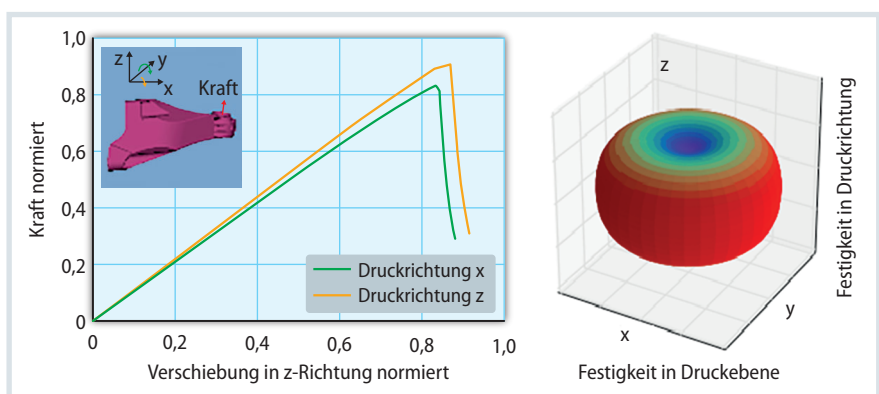 1,0
0,8
0,6
0,4
0,2
0
Kraft normiert
z
y
x
Kraft
Druckrichtung x
Druckrichtung z
0 0,2 0,4 0,6 0,8 1,0
Verschiebung in z-Richtung normiert
z
Festigkeit in Druckrichtung
x
y
Festigkeit in Druckebene